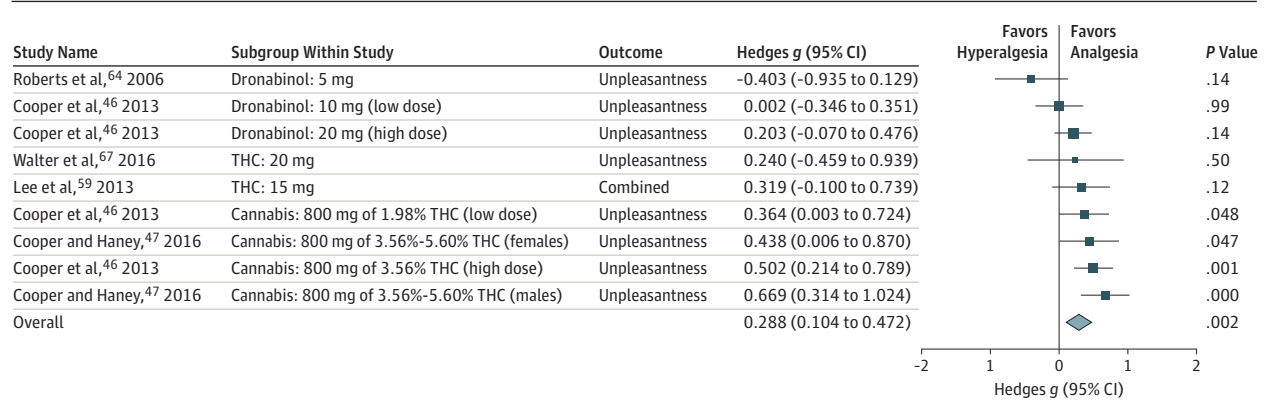 Favors Favors
Study Name Subgroup Within Study Outcome Hedges g (95% CI) Hyperalgesia Analgesia P Value
Roberts et al,64 2006 Dronabinol: 5 mg Unpleasantness -0.403 (-0.935 to 0.129) .14
Cooper et al,46 2013 Dronabinol: 10 mg (low dose) Unpleasantness 0.002 (-0.346 to 0.351) .99
Cooper et al,46 2013 Dronabinol: 20 mg (high dose) Unpleasantness 0.203 (-0.070 to 0.476) .14
Walter et al,67 2016 THC: 20 mg Unpleasantness 0.240 (-0.459 to 0.939) .50
Lee et al,59 2013 THC: 15 mg Combined 0.319 (-0.100 to 0.739) .12
Cooper et al,46 2013 Cannabis: 800 mg of 1.98% THC (low dose) Unpleasantness 0.364 (0.003 to 0.724) .048
Cooper and Haney,47 2016 Cannabis: 800 mg of 3.56%-5.60% THC (females) Unpleasantness 0.438 (0.006 to 0.870) .047
Cooper et al,46 2013 Cannabis: 800 mg of 3.56% THC (high dose) Unpleasantness 0.502 (0.214 to 0.789) .001
Cooper and Haney,47 2016 Cannabis: 800 mg of 3.56%-5.60% THC (males) Unpleasantness 0.669 (0.314 to 1.024) .000
Overall 0.288 (0.104 to 0.472) .002
-2 1 0 1 2
Hedges g (95% CI)